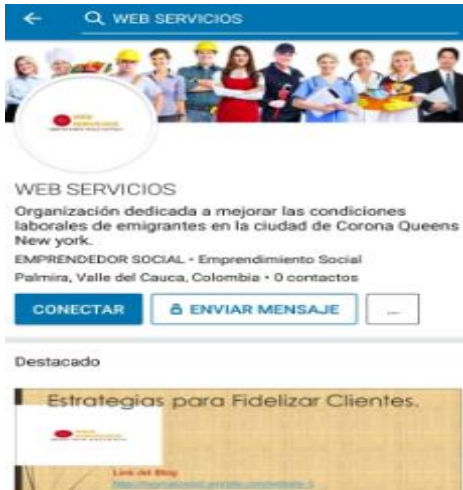 WEB SERVICIOS
WEB
SERVICIOS
WEB SERVICIOS
Organización dedicada a mejorar las condiciones
laborales de emigrantes en la ciudad de Corona Queens
New york.
EMPRENDEDOR SOCIAL • Emprendimiento Social
Palmira, Valle del Cauca, Colombia • 0 contactos
CONECTAR
ENVIAR MENSAJE
...
Destacado
Estrategias para Fidelizar Clientes.
Link del Blog